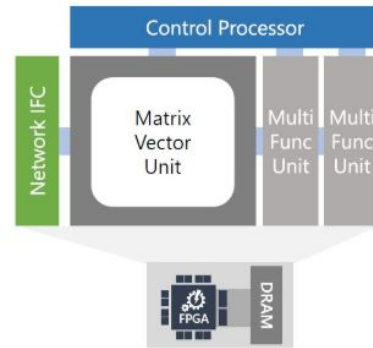 Control Processor
Network IFC
Matrix
Vector
Unit
Multi
Func
Unit
Multi
Func
Unit
FPGA
DRAM